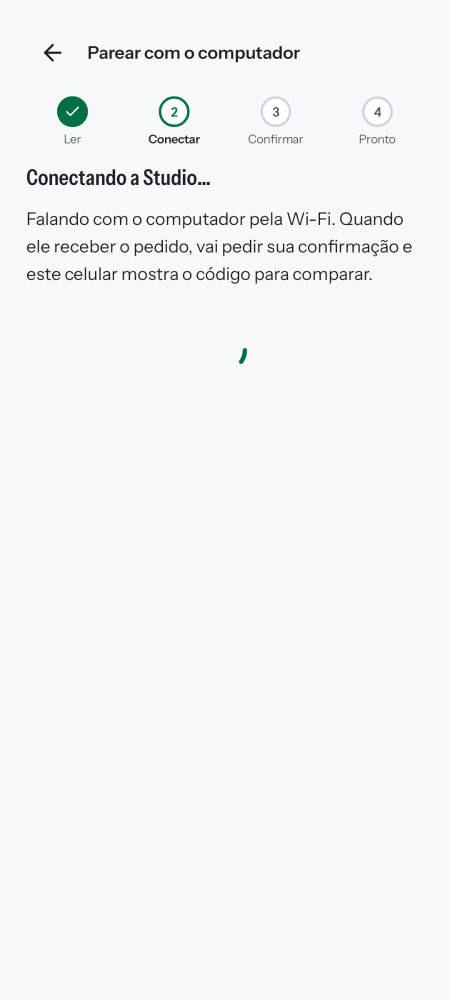 Parear com o computador
2
3
4
Ler
Conectar
Confirmar
Pronto
Conectando a Studio...
Falando com o computador pela Wi-Fi. Quando
ele receber o pedido, vai pedir sua confirmação e
este celular mostra o código para comparar.